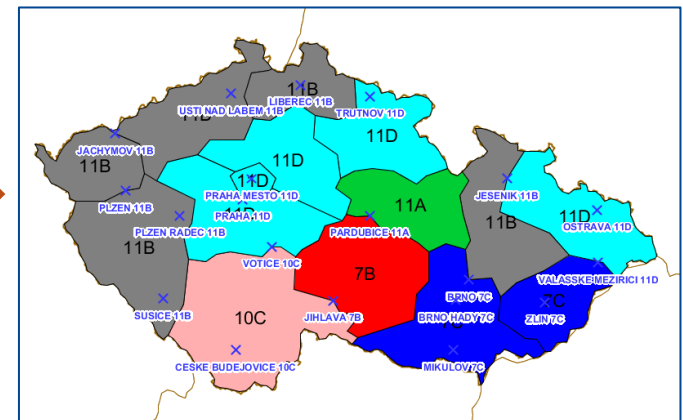 11B
LIBEREC 11B
USTI NAD LABEM 11B
11B
TRUTNOV 11D
11D
JACHYMOV 11B
11B
11D
11D
PRAHA MESTO 11D
PRAHA 11D
PLZEN 11B
PLZEN RADEC 11B
11A
PARDUBICE 11A
JESENIK 11B
11B
11D
OSTRAVA 11D
11B
VOTICE 10C
7B
VALASSKE MEZIRICI 11D
BRNO 7C
7C
ZLIN 7C
SUSICE 11B
10C
JIHLAVA 7B
BRNO HADY 7C
CESKE BUDEJOVICE 10C
MIKULOV 7C